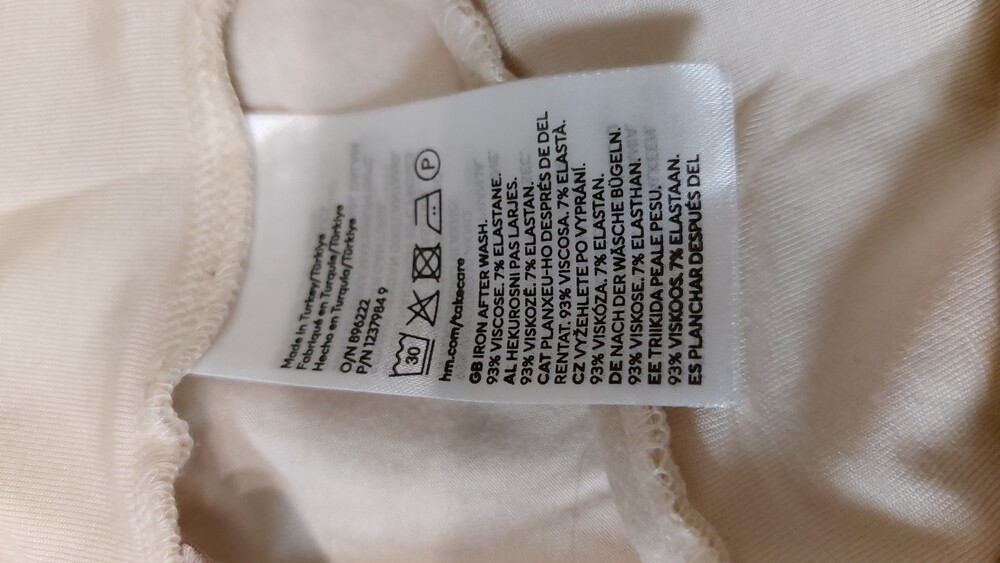 Made in Turkey/Türkiye
Fabriqué en Turquie/Türkiye
Hecho en Turquía/Türkiye
O/N 896222
P/N 1237984 9
30
P
hm.com/takecare
GB IRON AFTER WASH.
93% VISCOSE. 7% ELASTANE.
AL HEKUROSNI PAS LARJES.
93% VISKOZË. 7% ELASTAN.
CAT PLANXEU-HO DESPRÉS DE DEL
RENTAT. 93% VISCOSA. 7% ELASTÀ.
CZ VYŽEHLETE PO VYPRÁNÍ.
93% VISKÓZA. 7% ELASTAN.
DE NACH DER WÄSCHE BÜGELN.
93% VISKOSE. 7% ELASTHAN.
EE TRIIKIDA PEALE PESU.
93% VISKOOS. 7% ELASTAAN.
ES PLANCHAR DESPUÉS DEL